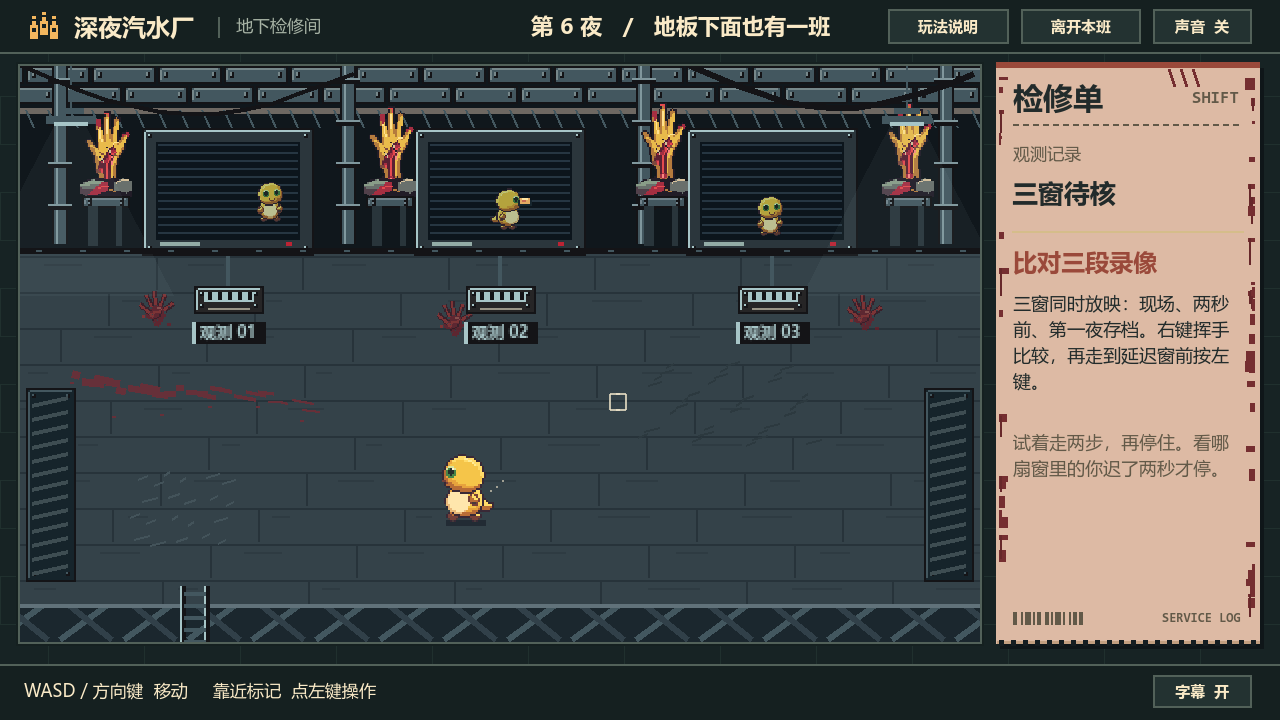 深夜汽水厂
地下检修间
第 6 夜 / 地板下面也有一班
玩法说明
离开本班
声音 关
检修单
SHIFT
观测记录
三窗待核
比对三段录像
三窗同时放映：现场、两秒
前、第一夜存档。右键挥手
比较，再走到延迟窗前按左
键。
试着走两步，再停住。看哪
扇窗里的你迟了两秒才停。
SERVICE LOG
观测 01
观测 02
观测 03
WASD / 方向键 移动 靠近标记 点左键操作
字幕 开